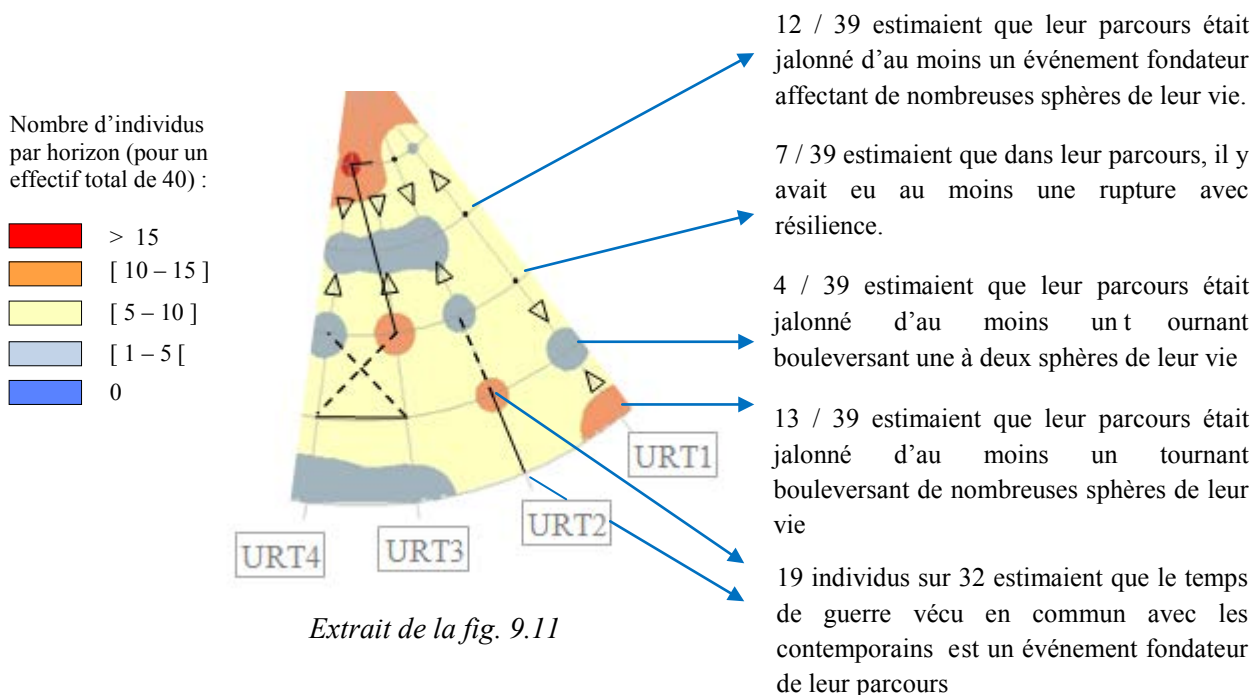 Nombre d'individus
par horizon (pour un
effectif total de 40) :
> 15
[ 10 – 15 ]
[ 5 – 10 ]
[ 1 – 5 [
0
URT4
URT3
URT2
URT1
Extrait de la fig. 9.11
12 / 39 estimaient que leur parcours était
jalonné d'au moins un événement fondateur
affectant de nombreuses sphères de leur vie.
7 / 39 estimaient que dans leur parcours, il y
avait eu au moins une rupture avec
résilience.
4 / 39 estimaient que leur parcours était
jalonné d'au moins un t ournant
bouleversant une à deux sphères de leur vie
13 / 39 estimaient que leur parcours était
jalonné d'au moins un tournant
bouleversant de nombreuses sphères de leur
vie
19 individus sur 32 estimaient que le temps
de guerre vécu en commun avec les
contemporains est un événement fondateur
de leur parcours